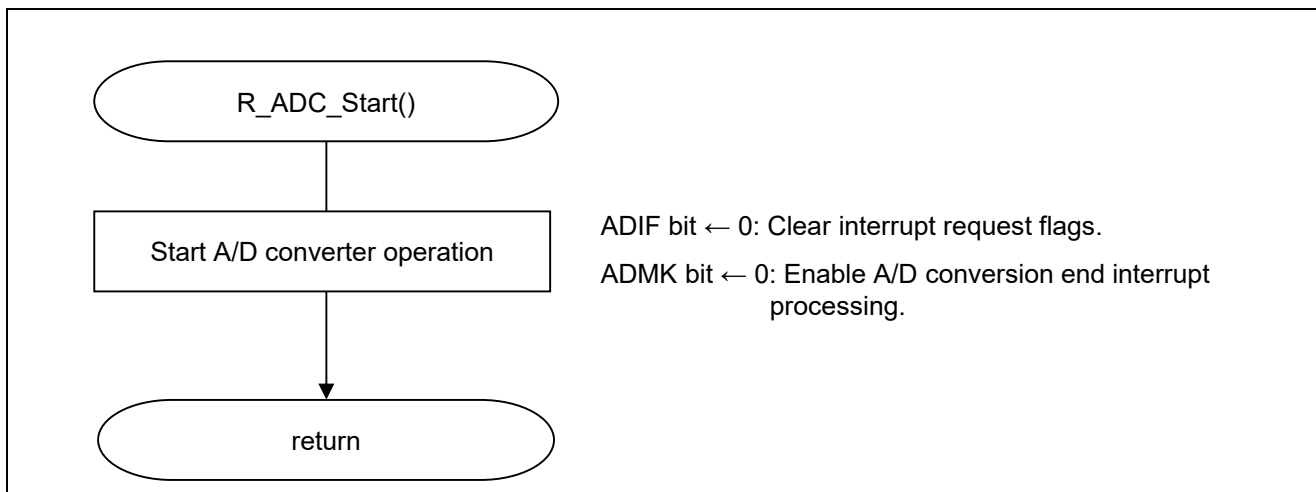 R_ADC_Start()
Start A/D converter operation
ADIF bit ← 0: Clear interrupt request flags.
ADMK bit ← 0: Enable A/D conversion end interrupt
processing.
return